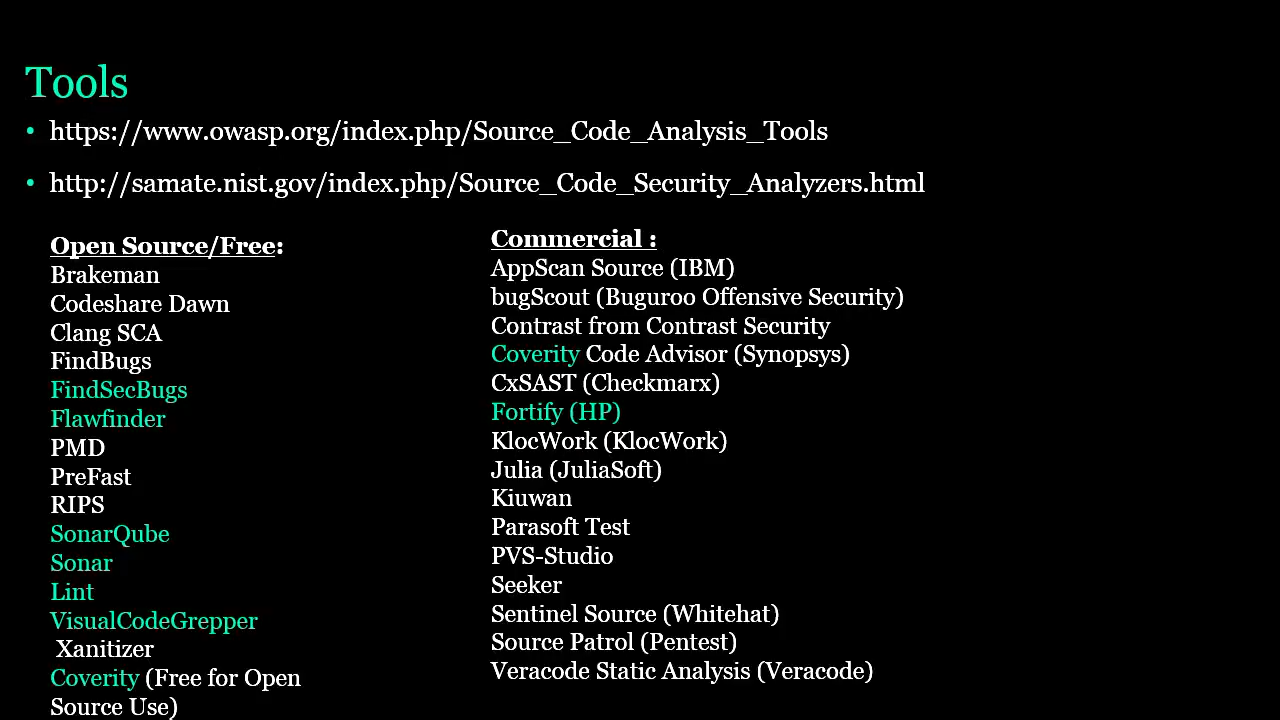 Tools
• https://www.owasp.org/index.php/Source_Code_Analysis_Tools
• http://samate.nist.gov/index.php/Source_Code_Security_Analyzers.html
Open Source/Free:
Brakeman
Codeshare Dawn
Clang SCA
FindBugs
FindSecBugs
Flawfinder
PMD
PreFast
RIPS
SonarQube
Sonar
Lint
VisualCodeGrepper
Xanitizer
Coverity (Free for Open
Source Use)
Commercial :
AppScan Source (IBM)
bugScout (Buguroo Offensive Security)
Contrast from Contrast Security
Coverity Code Advisor (Synopsys)
CxSAST (Checkmarx)
Fortify (HP)
KlocWork (KlocWork)
Julia (JuliaSoft)
Kiuwan
Parasoft Test
PVS-Studio
Seeker
Sentinel Source (Whitehat)
Source Patrol (Pentest)
Veracode Static Analysis (Veracode)